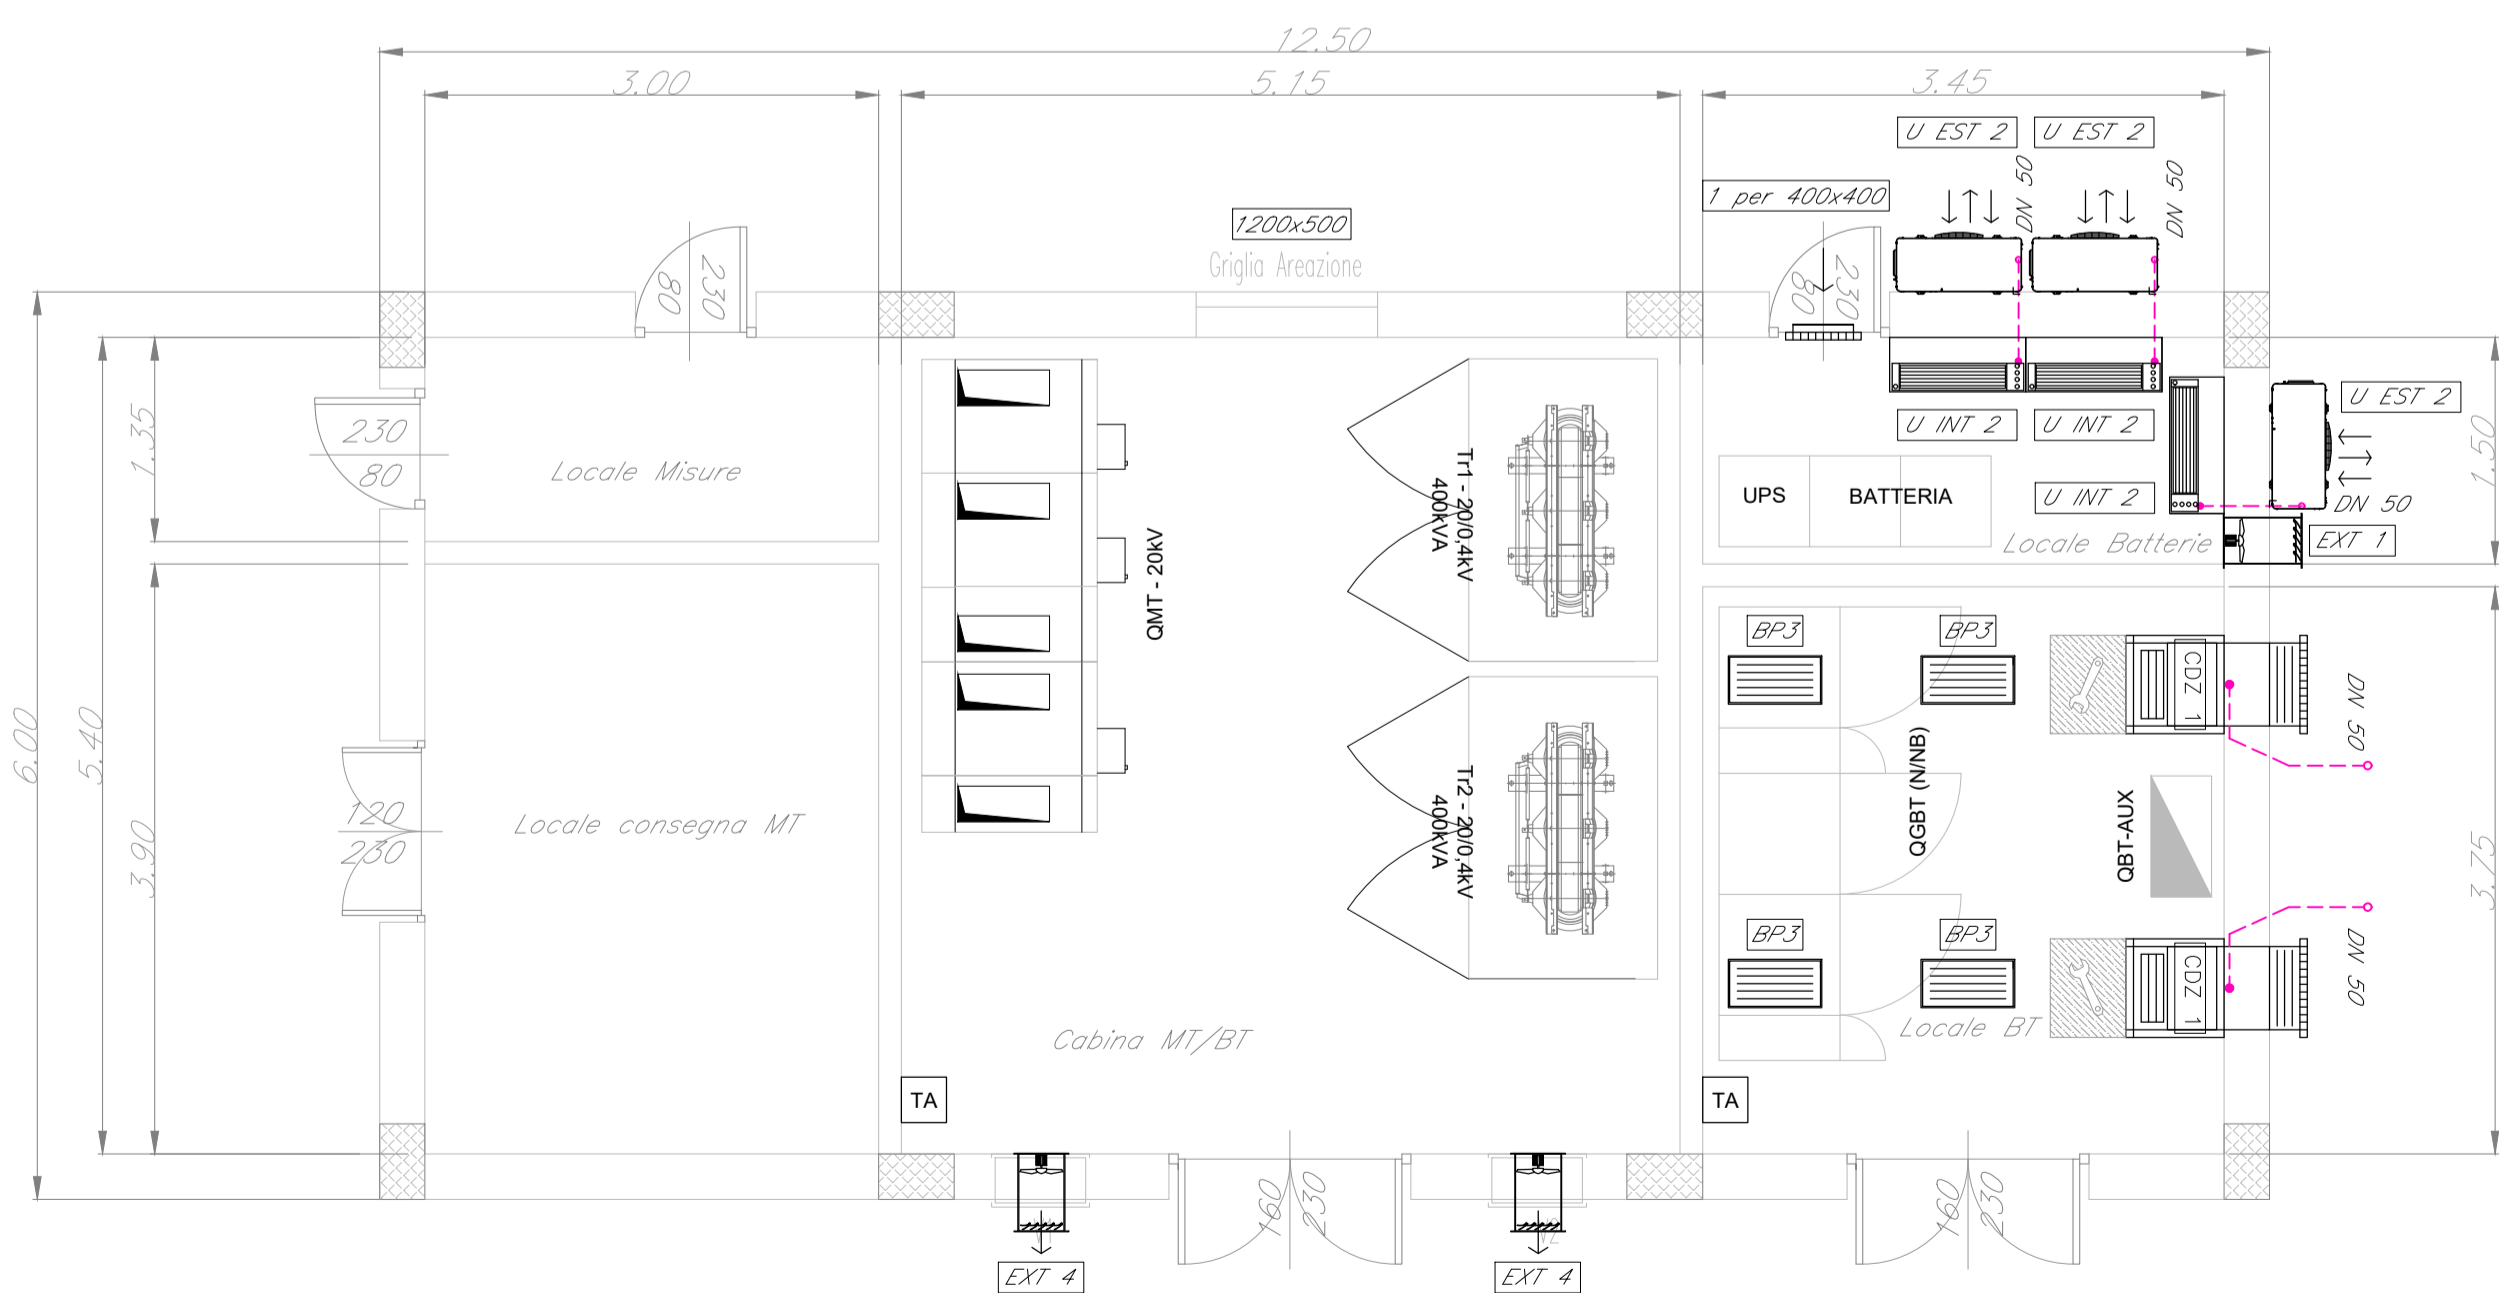 12.50
3.00
5.15
3.45
U EST 2
U EST 2
DN 50
DN 50
1 per 400x400
1200x500
Griglia Areazione
80
230
80
230
230
80
U EST 2
DN 50
U INT 2
U INT 2
U INT 2
EXT 1
1.35
1.50
Locale Misure
UPS
BATTERIA
Locale Batterie
QMT - 20kV
Tr1 - 20/0,4kV
400kVA
6.00
5.40
3.90
3.75
BP3
BP3
CDZ 1
DN 50
QGBT (N/NB)
QBT-AUX
Tr2 - 20/0,4kV
400kVA
120
230
Locale consegna MT
BP3
BP3
CDZ 1
DN 50
Cabina MT/BT
Locale BT
TA
TA
160
230
160
230
V2
EXT 4
EXT 4